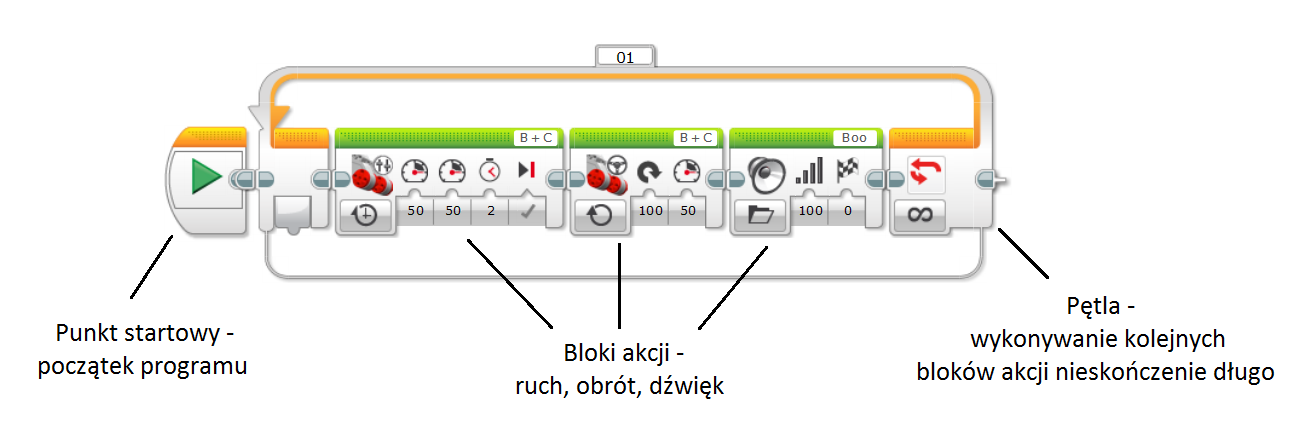 01
B + C
B + C
Boo
50 50 2
100 50
100 0
∞
Punkt startowy -
początek programu
Bloki akcji -
ruch, obrót, dźwięk
Pętla -
wykonywanie kolejnych
bloków akcji nieskończenie długo